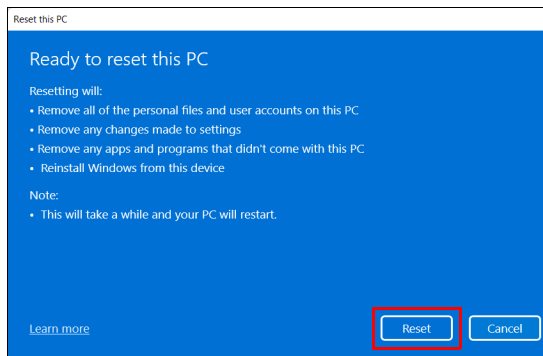 Reset this PC
Ready to reset this PC
Resetting will:
• Remove all of the personal files and user accounts on this PC
• Remove any changes made to settings
• Remove any apps and programs that didn't come with this PC
• Reinstall Windows from this device
Note:
• This will take a while and your PC will restart.
Learn more
Reset
Cancel